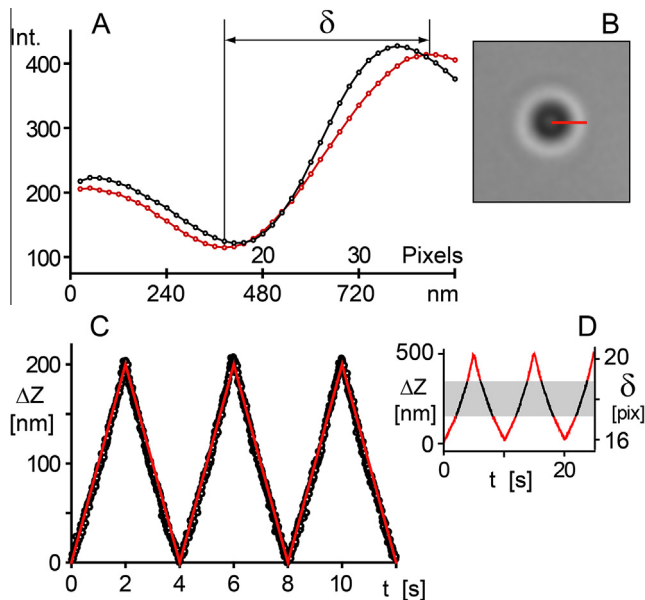 A
Int.
δ
B
400
300
200
100
20 30 Pixels
0 240 480 720 nm
C
200
ΔZ
[nm]
100
0
0 2 4 6 8 10 t [s]
D
500
ΔZ
[nm]
0
20
δ
[pix]
16
0 20
t [s]